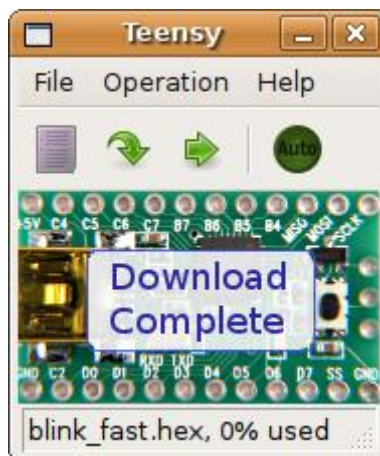 Teensy
File Operation Help
Auto
+5V C4 C5 C6 C7 B7 B6 B5 B4 MISO MOSI SCLK
Download
Complete
RXD TXD
GND C2 D0 D1 D2 D3 D4 D5 D6 D7 SS GND
blink_fast.hex, 0% used